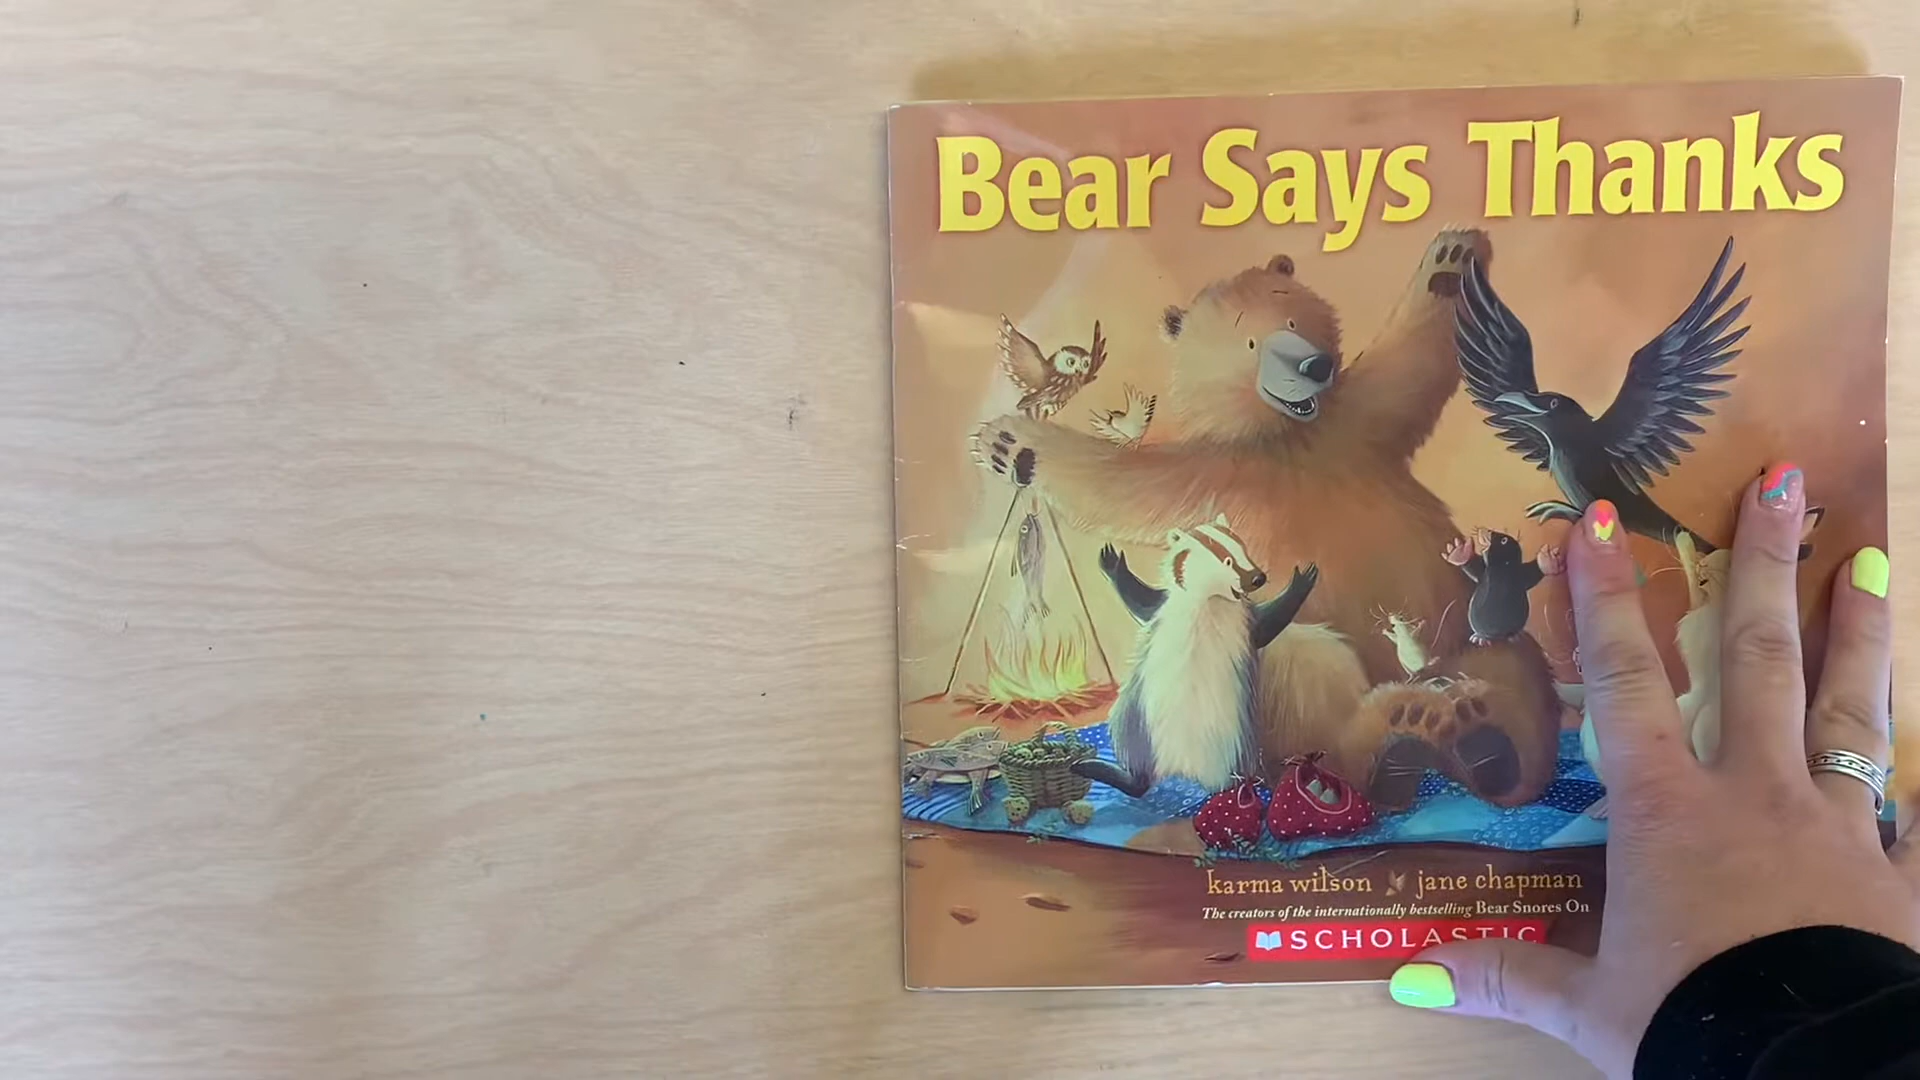 Bear Says Thanks
karma wilson jane chapman
The creators of the internationally bestselling Bear Snores On
SCHOLASTIC